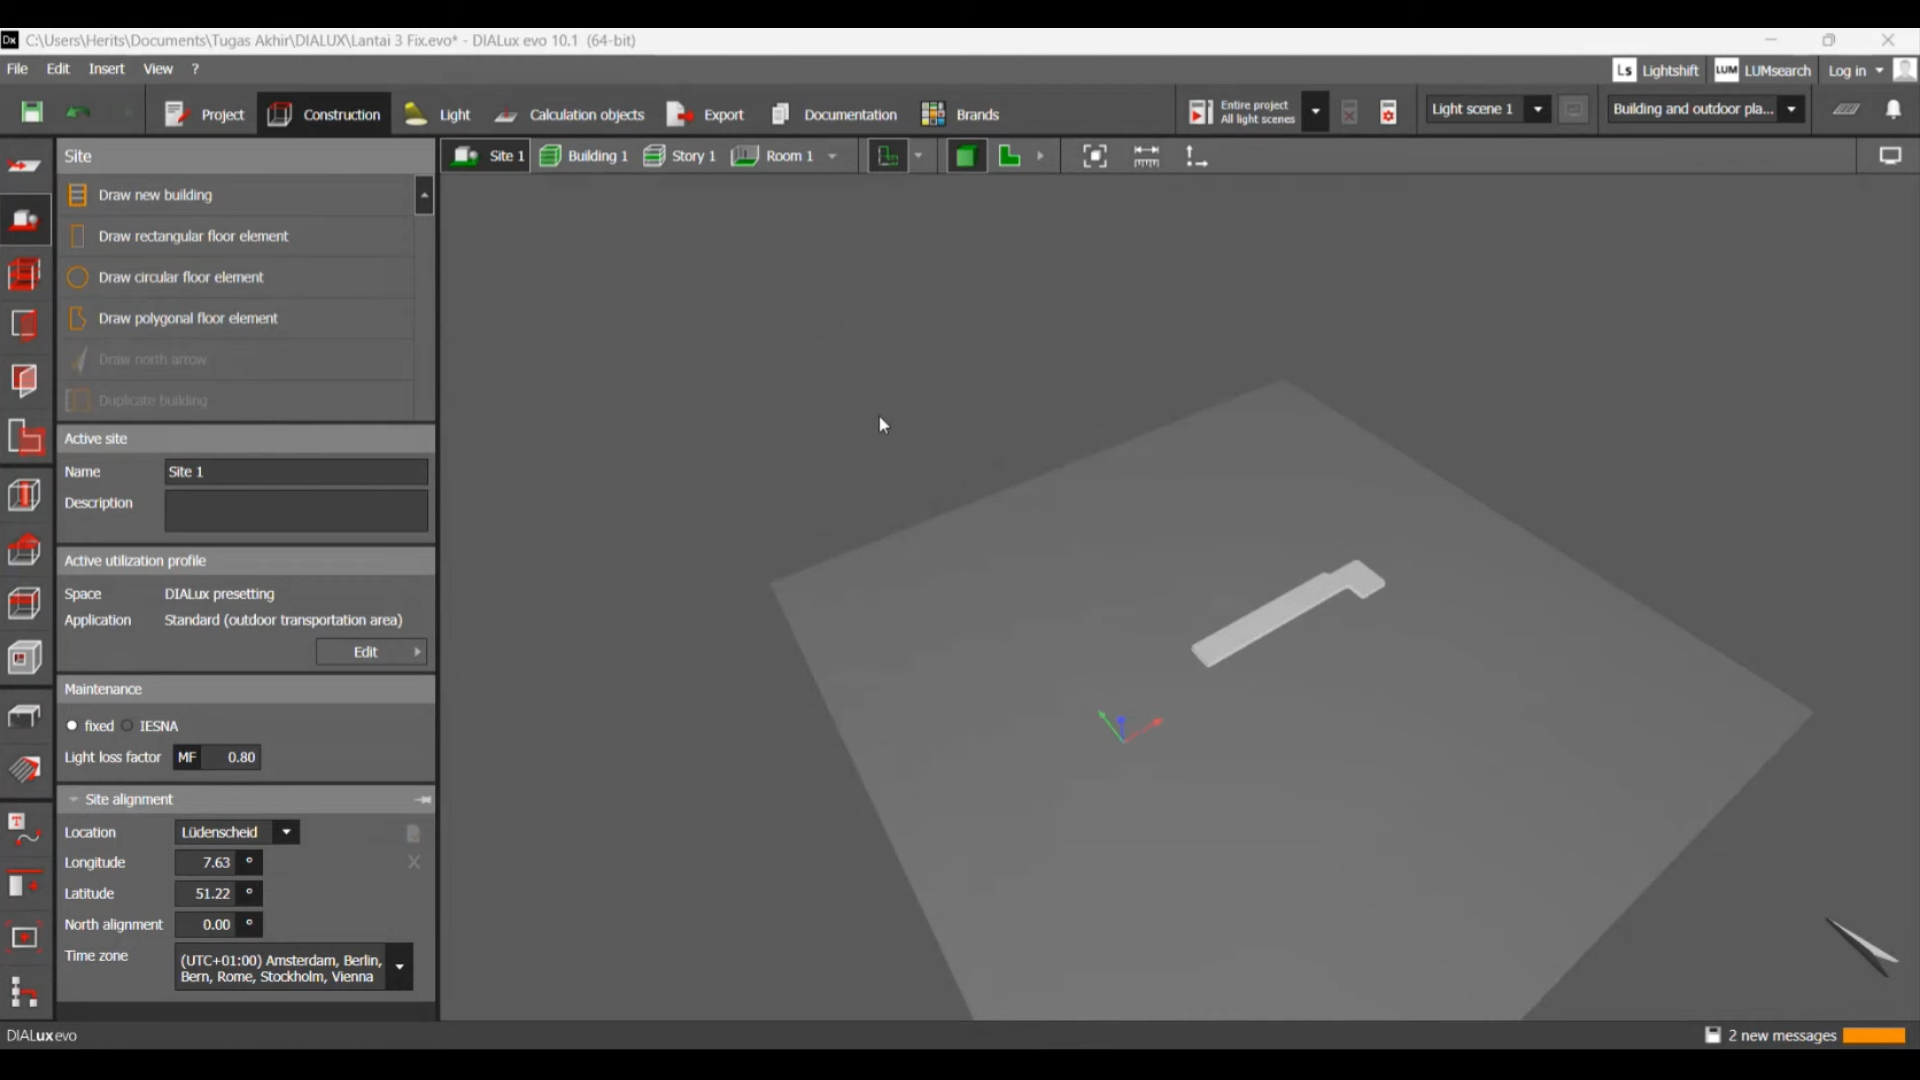 Dx C:\Users\Herits\Documents\Tugas Akhir\DIALUX\Lantai 3 Fix.evo* - DIALux evo 10.1 (64-bit)
File Edit Insert View ?
Ls Lightshift LUM LUMsearch Log in
Project Construction Light Calculation objects Export Documentation Brands
Entire project
All light scenes
Light scene 1
Building and outdoor pla...
Site
Site 1 Building 1 Story 1 Room 1
Draw new building
Draw rectangular floor element
Draw circular floor element
Draw polygonal floor element
Draw north arrow
Duplicate building
Active site
Name Site 1
Description
Active utilization profile
Space DIALux presetting
Application Standard (outdoor transportation area)
Edit
Maintenance
fixed IESNA
Light loss factor MF 0.80
Site alignment
Location Lüdenscheid
Longitude 7.63 °
Latitude 51.22 °
North alignment 0.00 °
Time zone (UTC+01:00) Amsterdam, Berlin,
Bern, Rome, Stockholm, Vienna
DIALux evo
2 new messages